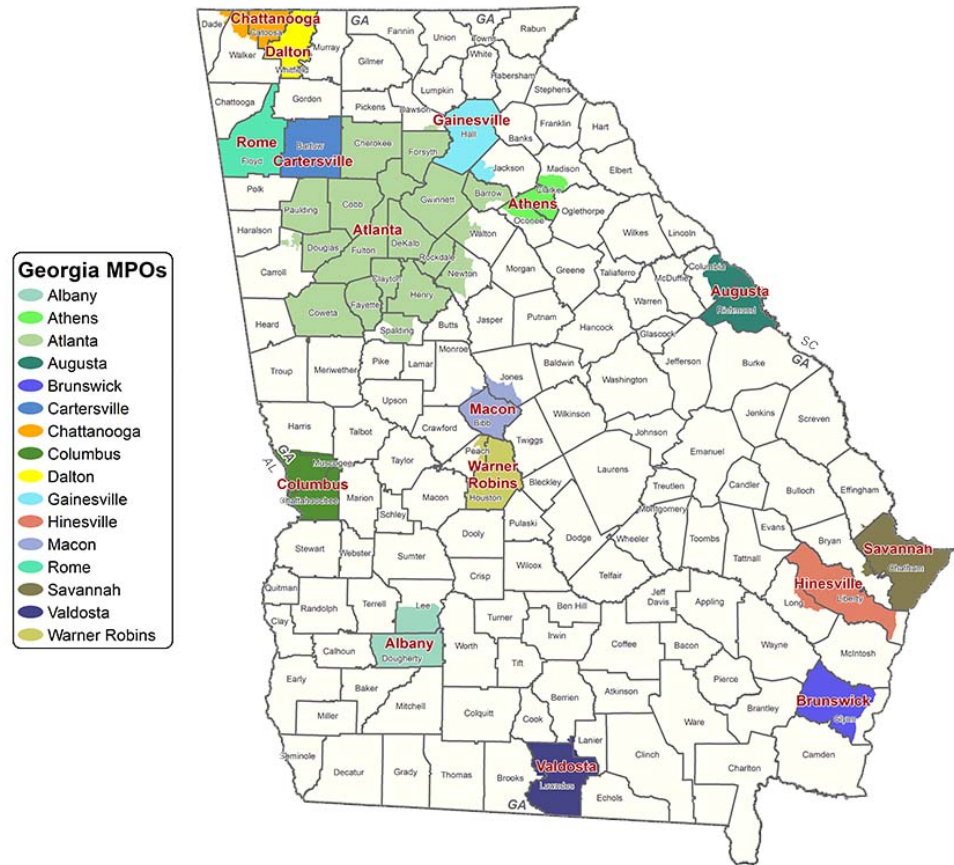 Georgia MPOs
Albany
Athens
Atlanta
Augusta
Brunswick
Cartersville
Chattanooga
Columbus
Dalton
Gainesville
Hinesville
Macon
Rome
Savannah
Valdosta
Warner Robins
Chattanooga
GA
GA
Dade
Catoosa
Fannin
Union
Towns
Rabun
Walker
Dalton
Murray
Whitfield
Gilmer
White
Habersham
Lumpkin
Stephens
Chattooga
Gordon
Pickens
Dawson
Gainesville
Hall
Banks
Franklin
Hart
Rome
Floyd
Bartow
Cartersville
Cherokee
Forsyth
Jackson
Madison
Elbert
Polk
Paulding
Cobb
Gwinnett
Barrow
Clarke
Athens
Oconee
Oglethorpe
Haralson
Atlanta
Douglas
Fulton
DeKalb
Rockdale
Walton
Wilkes
Lincoln
Carroll
Clayton
Newton
Morgan
Greene
Taliaferro
McDuffie
Columbia
Augusta
Richmond
Fayette
Henry
Coweta
Spalding
Heard
Butts
Jasper
Putnam
Hancock
Warren
Glascock
SC
GA
Troup
Meriwether
Pike
Lamar
Monroe
Jones
Baldwin
Washington
Jefferson
Burke
Upson
Macon
Bibb
Wilkinson
Jenkins
Screven
Harris
Talbot
Crawford
Twiggs
Johnson
Emanuel
GA
AL
Muscogee
Taylor
Peach
Warner
Robins
Houston
Bleckley
Laurens
Treutlen
Candler
Bulloch
Effingham
Columbus
Chattahoochee
Marion
Macon
Schley
Pulaski
Dodge
Montgomery
Wheeler
Toombs
Evans
Tattnall
Bryan
Savannah
Chatham
Stewart
Webster
Sumter
Dooly
Wilcox
Telfair
Hinesville
Liberty
Long
Quitman
Randolph
Terrell
Lee
Crisp
Turner
Ben Hill
Jeff
Davis
Appling
Clay
Calhoun
Albany
Dougherty
Worth
Irwin
Coffee
Bacon
Wayne
McIntosh
Early
Baker
Tift
Pierce
Brunswick
Glynn
Miller
Mitchell
Colquitt
Berrien
Atkinson
Cook
Ware
Brantley
Seminole
Decatur
Grady
Thomas
Brooks
Lanier
Valdosta
Lowndes
Clinch
Charlton
Camden
GA
Echols